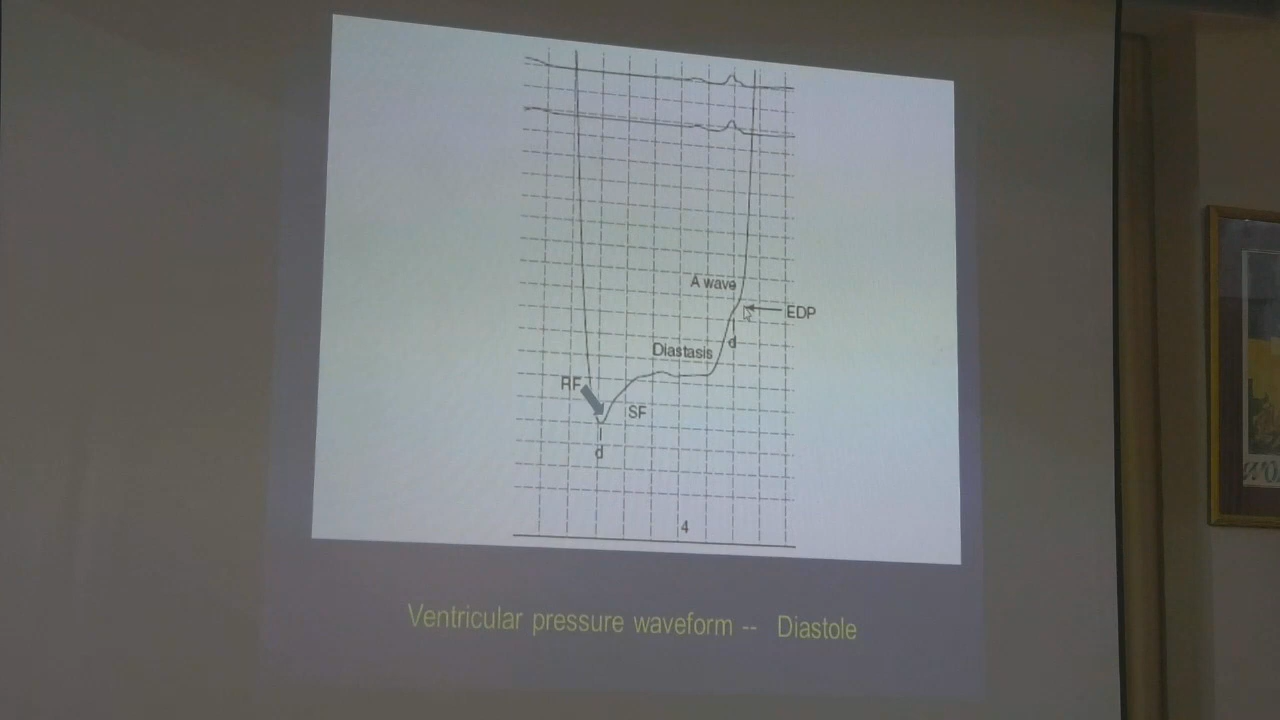 A wave
EDP
d
Diastasis
RF
SF
d
4
Ventricular pressure waveform -- Diastole